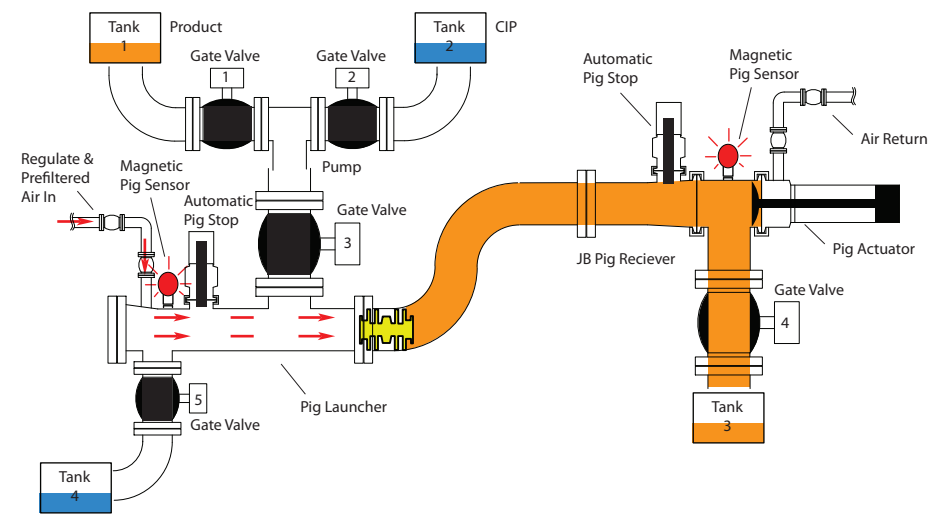 Tank
1
Product
Gate Valve
1
Gate Valve
2
Tank
2
CIP
Automatic
Pig Stop
Magnetic
Pig Sensor
Air Return
Regulate &
Prefiltered
Air In
Magnetic
Pig Sensor
Automatic
Pig Stop
Pump
Gate Valve
3
JB Pig Reciever
Pig Actuator
Gate Valve
4
Pig Launcher
5
Gate Valve
Tank
3
Tank
4